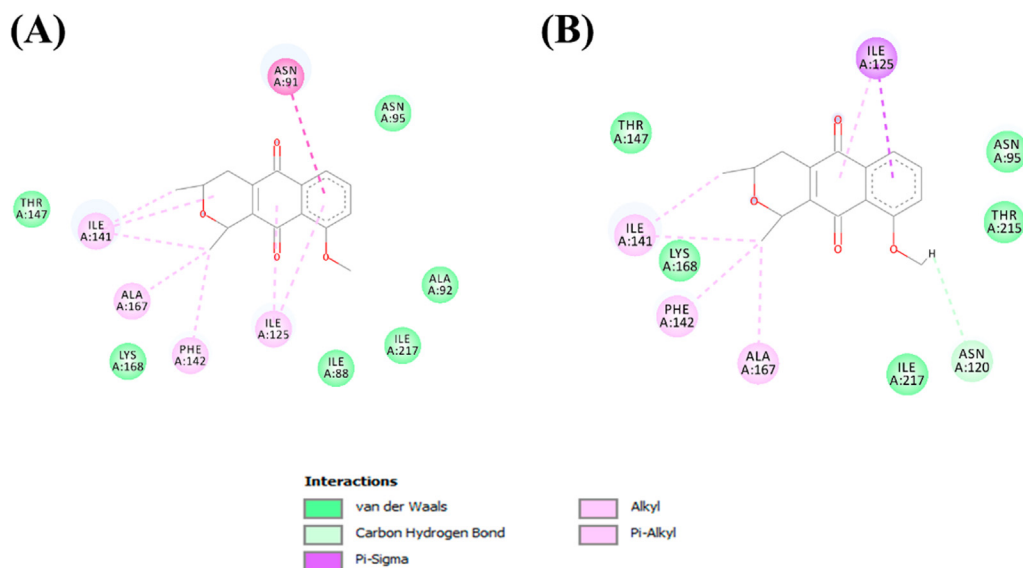 (A)
(B)
ASN
A:91
ASN
A:95
THR
A:147
ILE
A:141
ALA
A:167
LYS
A:168
PHE
A:142
ILE
A:125
ILE
A:88
ILE
A:217
ALA
A:92
O
O
O
O
ILE
A:125
THR
A:147
ASN
A:95
THR
A:215
ILE
A:141
LYS
A:168
PHE
A:142
ALA
A:167
ILE
A:217
ASN
A:120
O
O
O
O
H
Interactions
van der Waals
Carbon Hydrogen Bond
Pi-Sigma
Alkyl
Pi-Alkyl